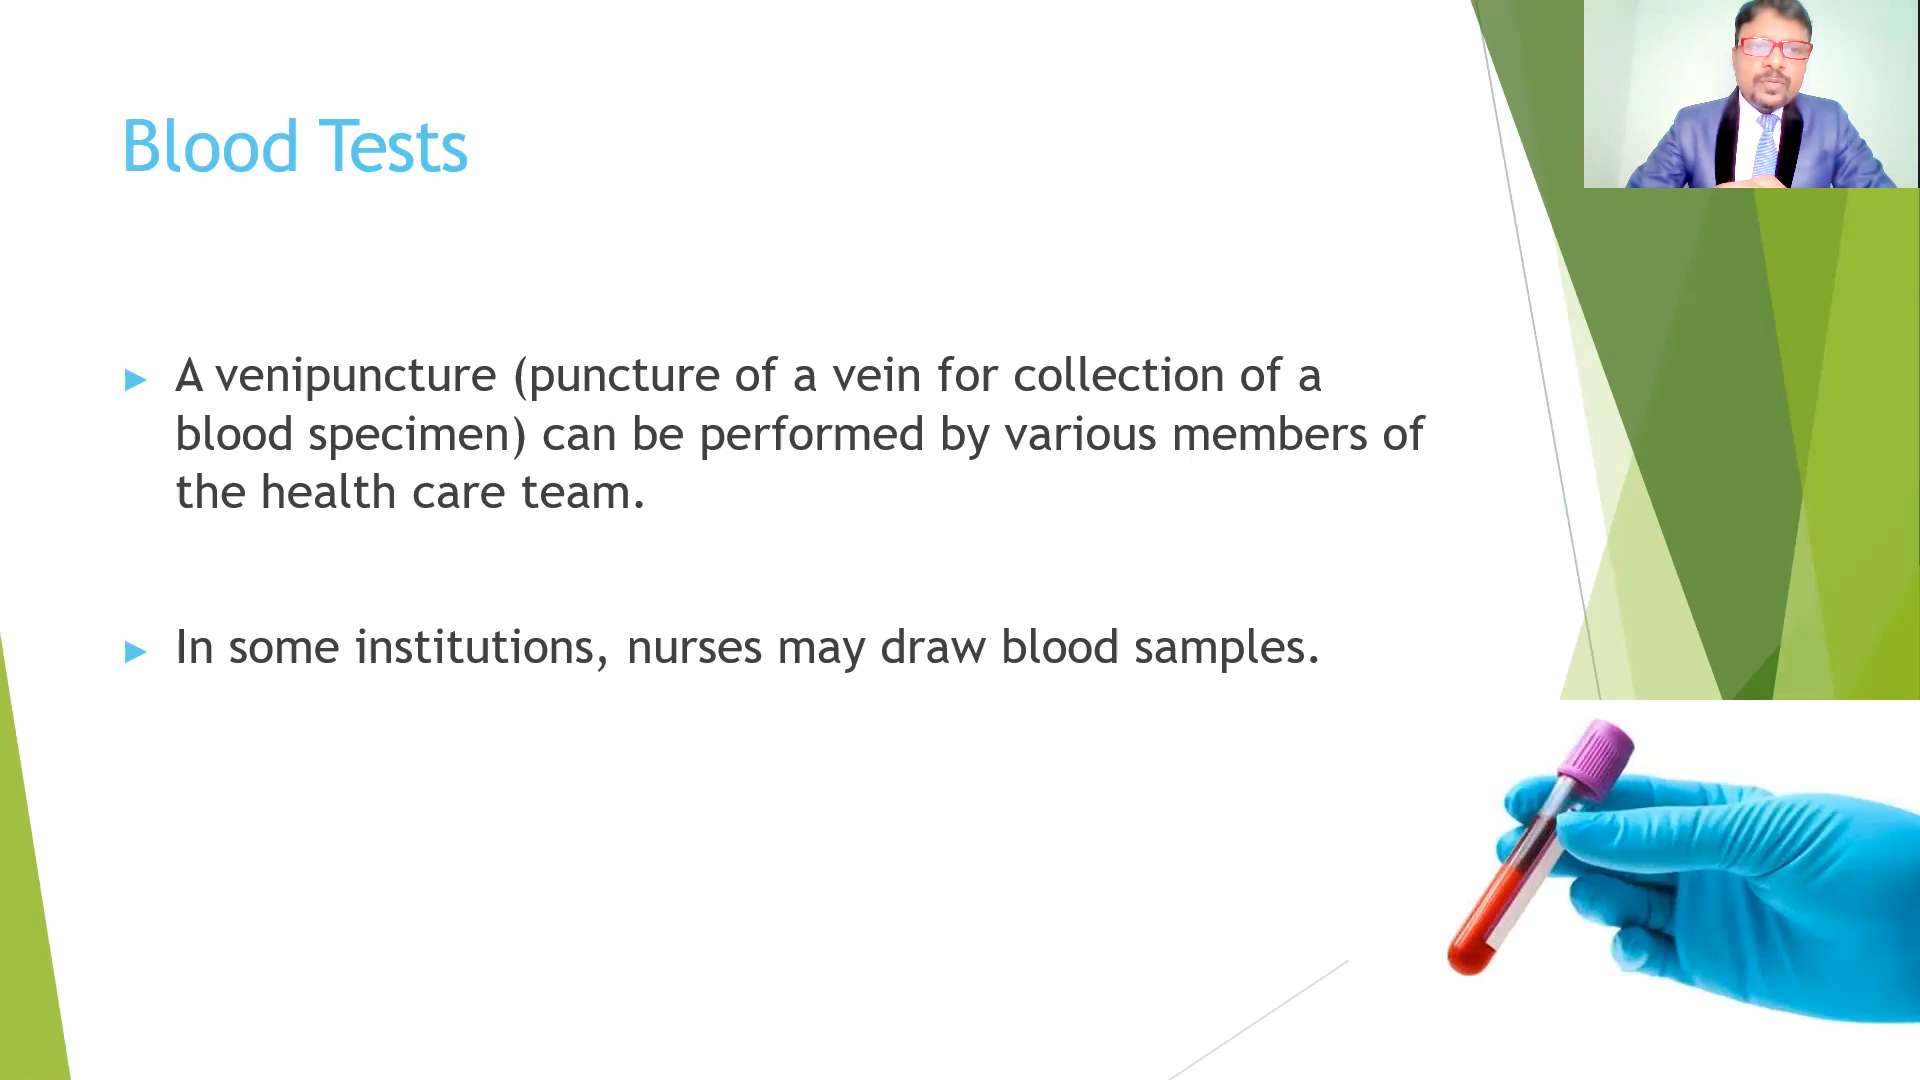 Blood Tests
A venipuncture (puncture of a vein for collection of a
blood specimen) can be performed by various members of
the health care team.
In some institutions, nurses may draw blood samples.